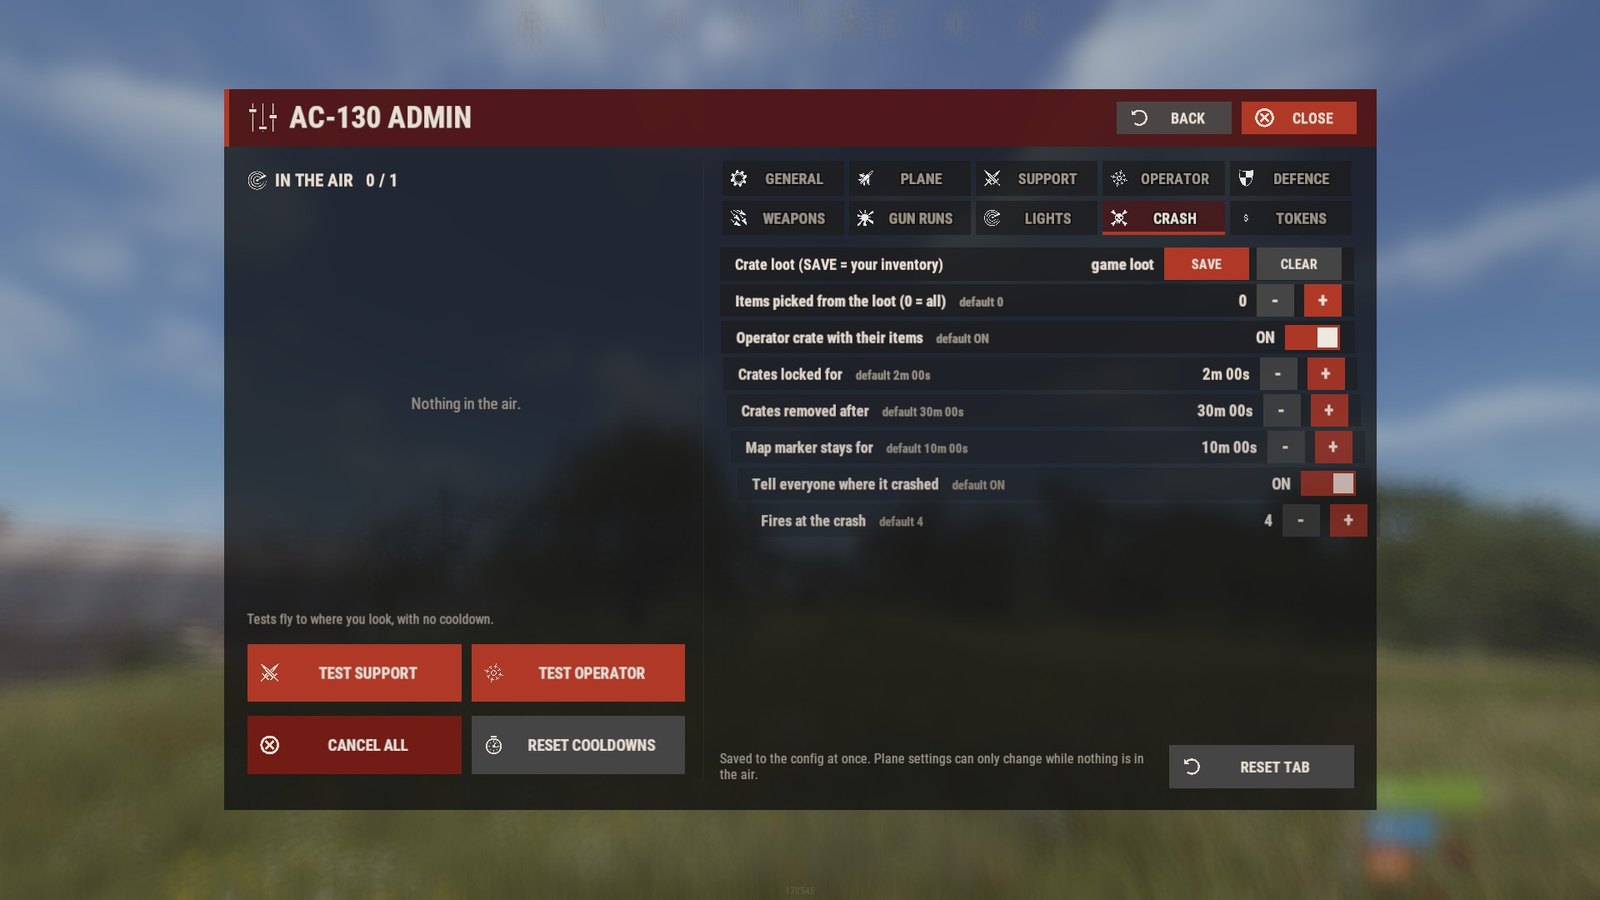 AC-130 ADMIN
BACK
CLOSE
IN THE AIR 0 / 1
GENERAL
PLANE
SUPPORT
OPERATOR
DEFENCE
WEAPONS
GUN RUNS
LIGHTS
CRASH
$ TOKENS
Crate loot (SAVE = your inventory) game loot SAVE CLEAR
Items picked from the loot (0 = all) default 0 0 - +
Operator crate with their items default ON ON
Crates locked for default 2m 00s 2m 00s - +
Crates removed after default 30m 00s 30m 00s - +
Map marker stays for default 10m 00s 10m 00s - +
Tell everyone where it crashed default ON ON
Fires at the crash default 4 4 - +
Nothing in the air.
Tests fly to where you look, with no cooldown.
TEST SUPPORT
TEST OPERATOR
CANCEL ALL
RESET COOLDOWNS
Saved to the config at once. Plane settings can only change while nothing is in
the air.
RESET TAB
170545